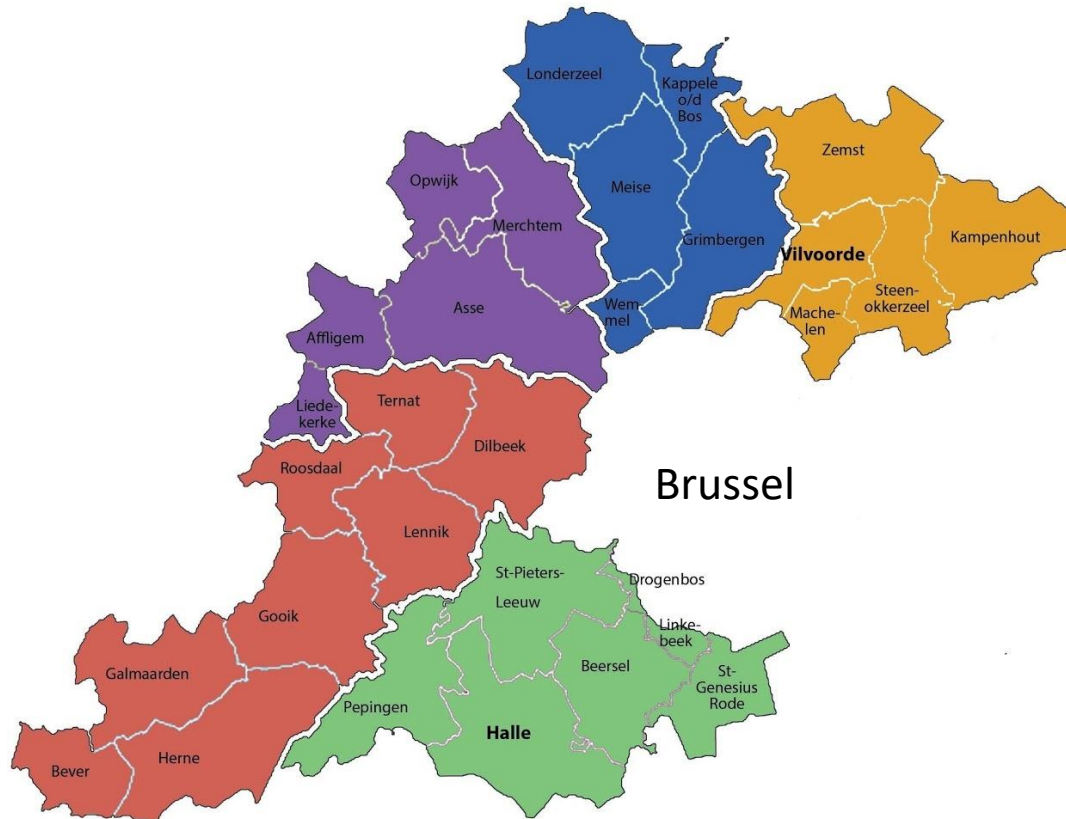 Londerzeel
Kappele
o/d
Bos
Zemst
Opwijk
Meise
Merchtem
Grimbergen
Kampenhout
Vilvoorde
Steen-
okkerzeel
Wem-
mel
Mache-
len
Asse
Affligem
Liede-
kerke
Ternat
Dilbeek
Roosdaal
Brussel
Lennik
St-Pieters-
Leeuw
Drogenbos
Gooik
Linke-
beek
Beersel
St-
Genesius
Rode
Galmaarden
Pepingen
Halle
Herne
Bever